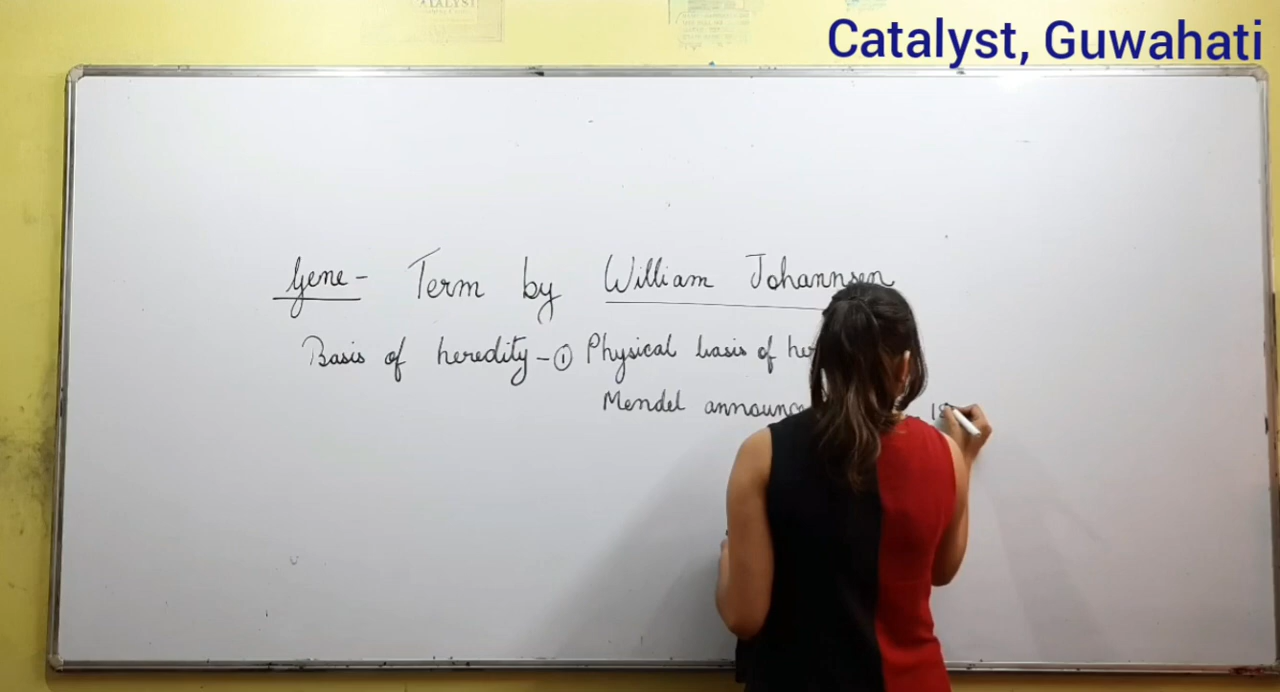 Catalyst, Guwahati
Gene - Term by William Johannsen
Basis of heredity - ① Physical basis of
Mendel